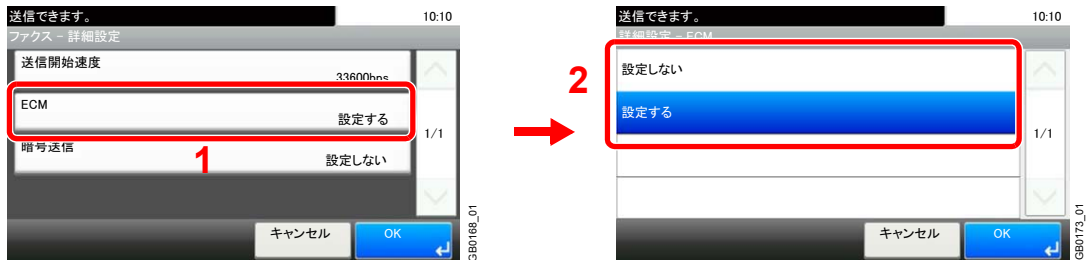 送信できます。
10:10
ファクス - 詳細設定
送信開始速度
33600bps
ECM
設定する
1/1
暗号送信
設定しない
1
キャンセル
OK
GB0168_01
送信できます。
10:10
詳細設定 - ECM
2
設定しない
設定する
1/1
キャンセル
OK
GB0173_01